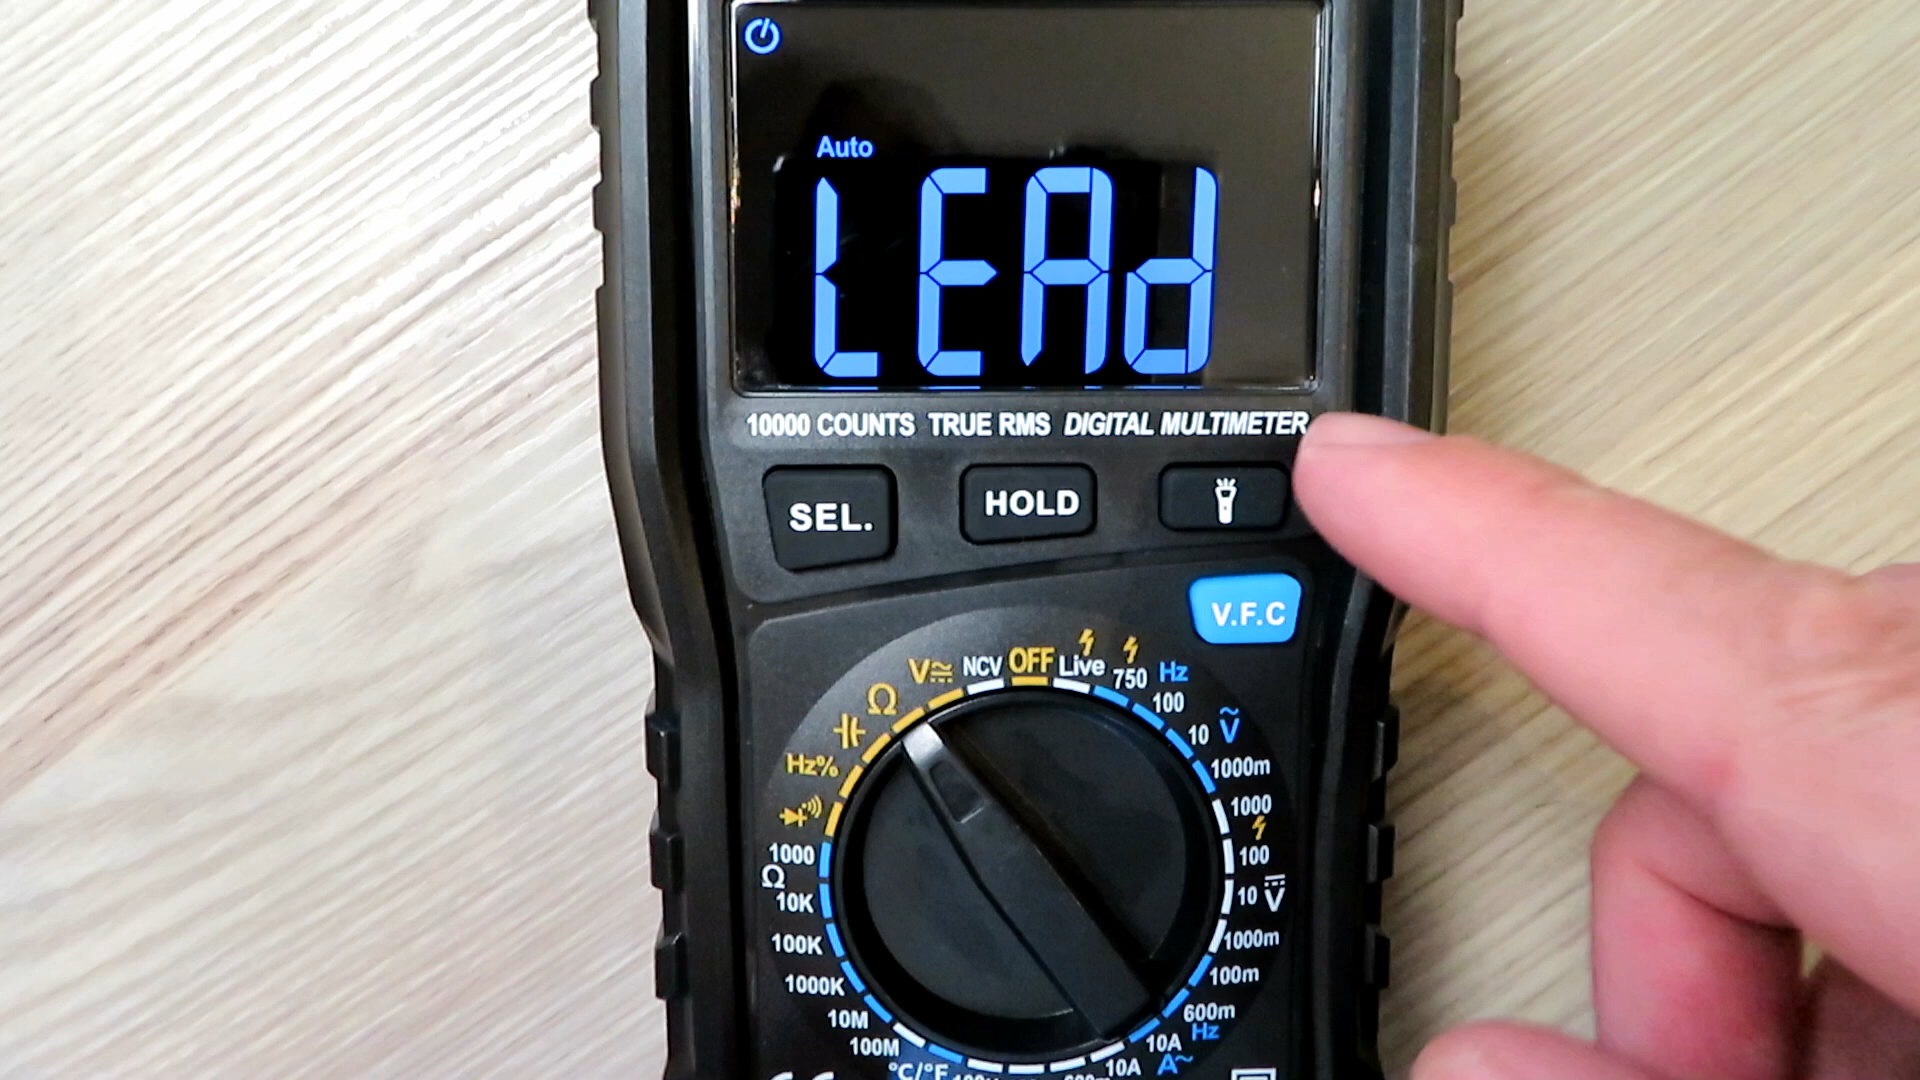 Auto
LEAd
10000 COUNTS TRUE RMS DIGITAL MULTIMETER
SEL.
HOLD
V.F.C
V
NCV
OFF
Live
750
Hz
Ω
100
Hz%
10
V
1000m
1000
1000
Ω
100
10K
10
V
100K
1000m
1000K
100m
10M
600m
Hz
100M
10A
°C/°F
10A
A~